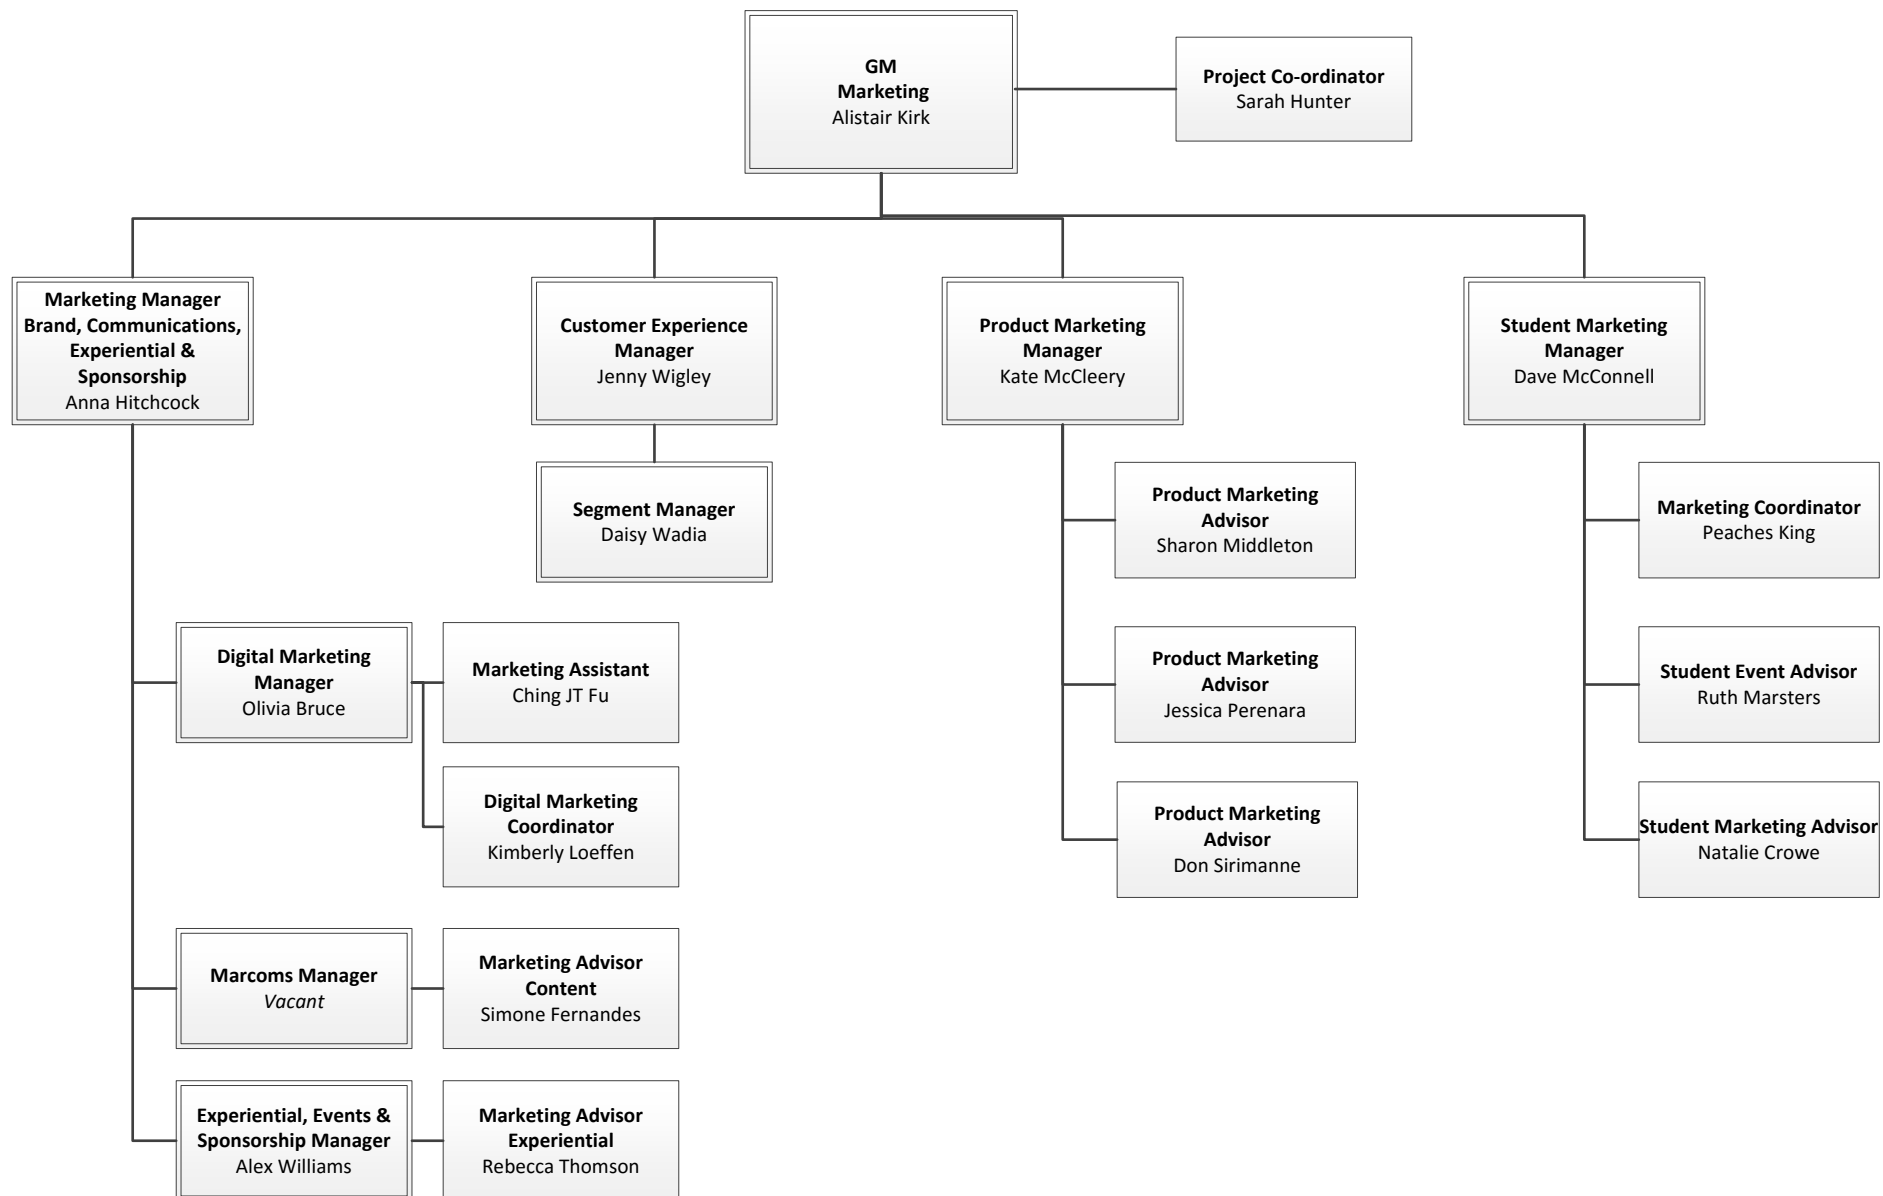 GM
Marketing
Alistair Kirk
Project Co-ordinator
Sarah Hunter
Marketing Manager
Brand, Communications,
Experiential &
Sponsorship
Anna Hitchcock
Customer Experience
Manager
Jenny Wigley
Product Marketing
Manager
Kate McCleery
Student Marketing
Manager
Dave McConnell
Segment Manager
Daisy Wadia
Product Marketing
Advisor
Sharon Middleton
Marketing Coordinator
Peaches King
Digital Marketing
Manager
Olivia Bruce
Marketing Assistant
Ching JT Fu
Product Marketing
Advisor
Jessica Perenara
Student Event Advisor
Ruth Marsters
Digital Marketing
Coordinator
Kimberly Loeffen
Product Marketing
Advisor
Don Sirimanne
Student Marketing Advisor
Natalie Crowe
Marcoms Manager
Vacant
Marketing Advisor
Content
Simone Fernandes
Experiential, Events &
Sponsorship Manager
Alex Williams
Marketing Advisor
Experiential
Rebecca Thomson